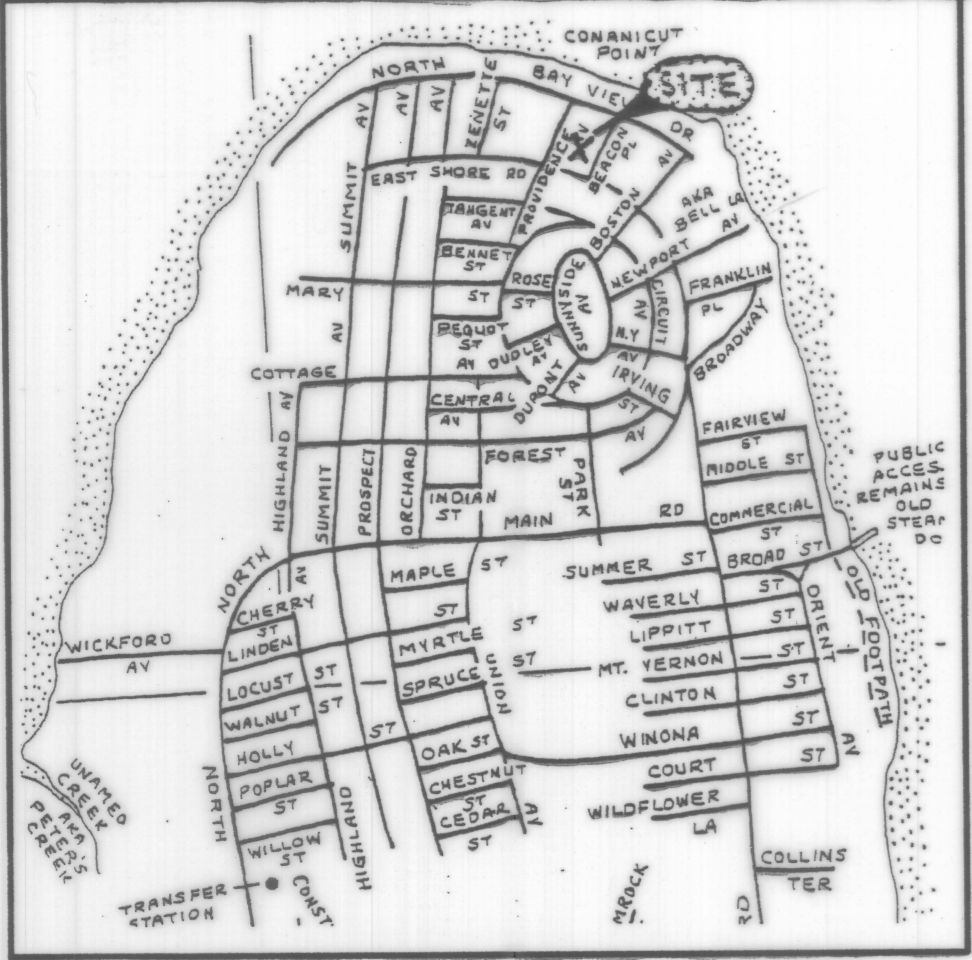 CONANICUT
POINT
SITE
NORTH
BAY VIEW
DR
SUMMIT
AV
AV
AV
AV
ZENETTE
ST
PROVIDENCE
AV
BEACON
PL
BOSTON
AV
EAST SHORE RD
TANGENT
AV
BENNET
ST
AKA
BELL LA
NEWPORT
AV
MARY
ST
ROSE
ST
SUNNYSIDE
AV
CIRCUIT
AV
FRANKLIN
PL
PEQUOT
ST
DUDLEY
AV
N.Y
AV
BROADWAY
COTTAGE
AV
DUPONT
AV
IRVING
ST
CENTRAL
AV
HIGHLAND AV
SUMMIT
PROSPECT
ORCHARD
FOREST
AV
INDIAN
ST
PARK
ST
FAIRVIEW
ST
MIDDLE ST
COMMERCIAL
ST
PUBLIC
ACCES
REMAINS
OLD
STEAM
DO
NORTH
MAIN
RD
BROAD ST
MAPLE
ST
SUMMER ST
AV
CHERRY
ST
ST
WAVERLY
ST
WICKFORD
AV
LINDEN
MYRTLE
ST
LIPPITT
ST
ORIENT
AV
OLD FOOTPATH
LOCUST
ST
SPRUCE
ST
UNION
AV
MT. VERNON
ST
WALNUT
ST
CLINTON
ST
HOLLY
ST
OAK ST
WINONA
ST
POPLAR
ST
CHESTNUT
ST
COURT
ST
CEDAR
ST
WILDFLOWER
LA
NORTH
HIGHLAND
WILLOW
ST
UNAMED
CREEK
AKA
PETER'S
CREEK
TRANSFER
STATION
CONST
MROCK
RD
COLLINS
TER